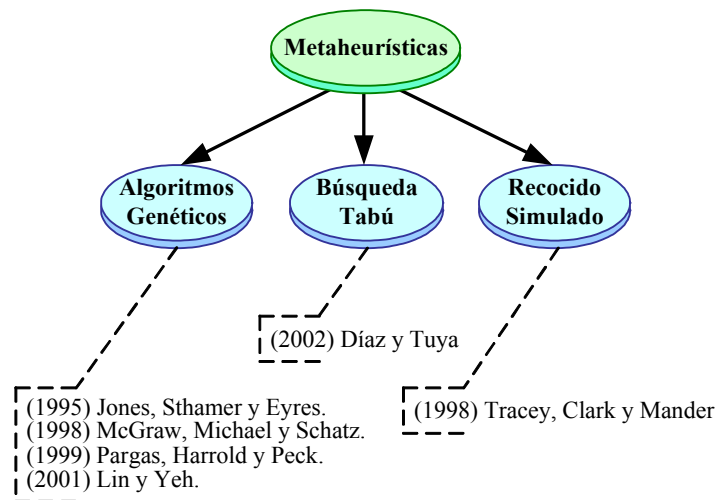 Metaheurísticas
Algoritmos
Genéticos
Búsqueda
Tabú
Recocido
Simulado
(2002) Díaz y Tuya
(1995) Jones, Sthamer y Eyres.
(1998) McGraw, Michael y Schatz.
(1999) Pargas, Harrold y Peck.
(2001) Lin y Yeh.
(1998) Tracey, Clark y Mander